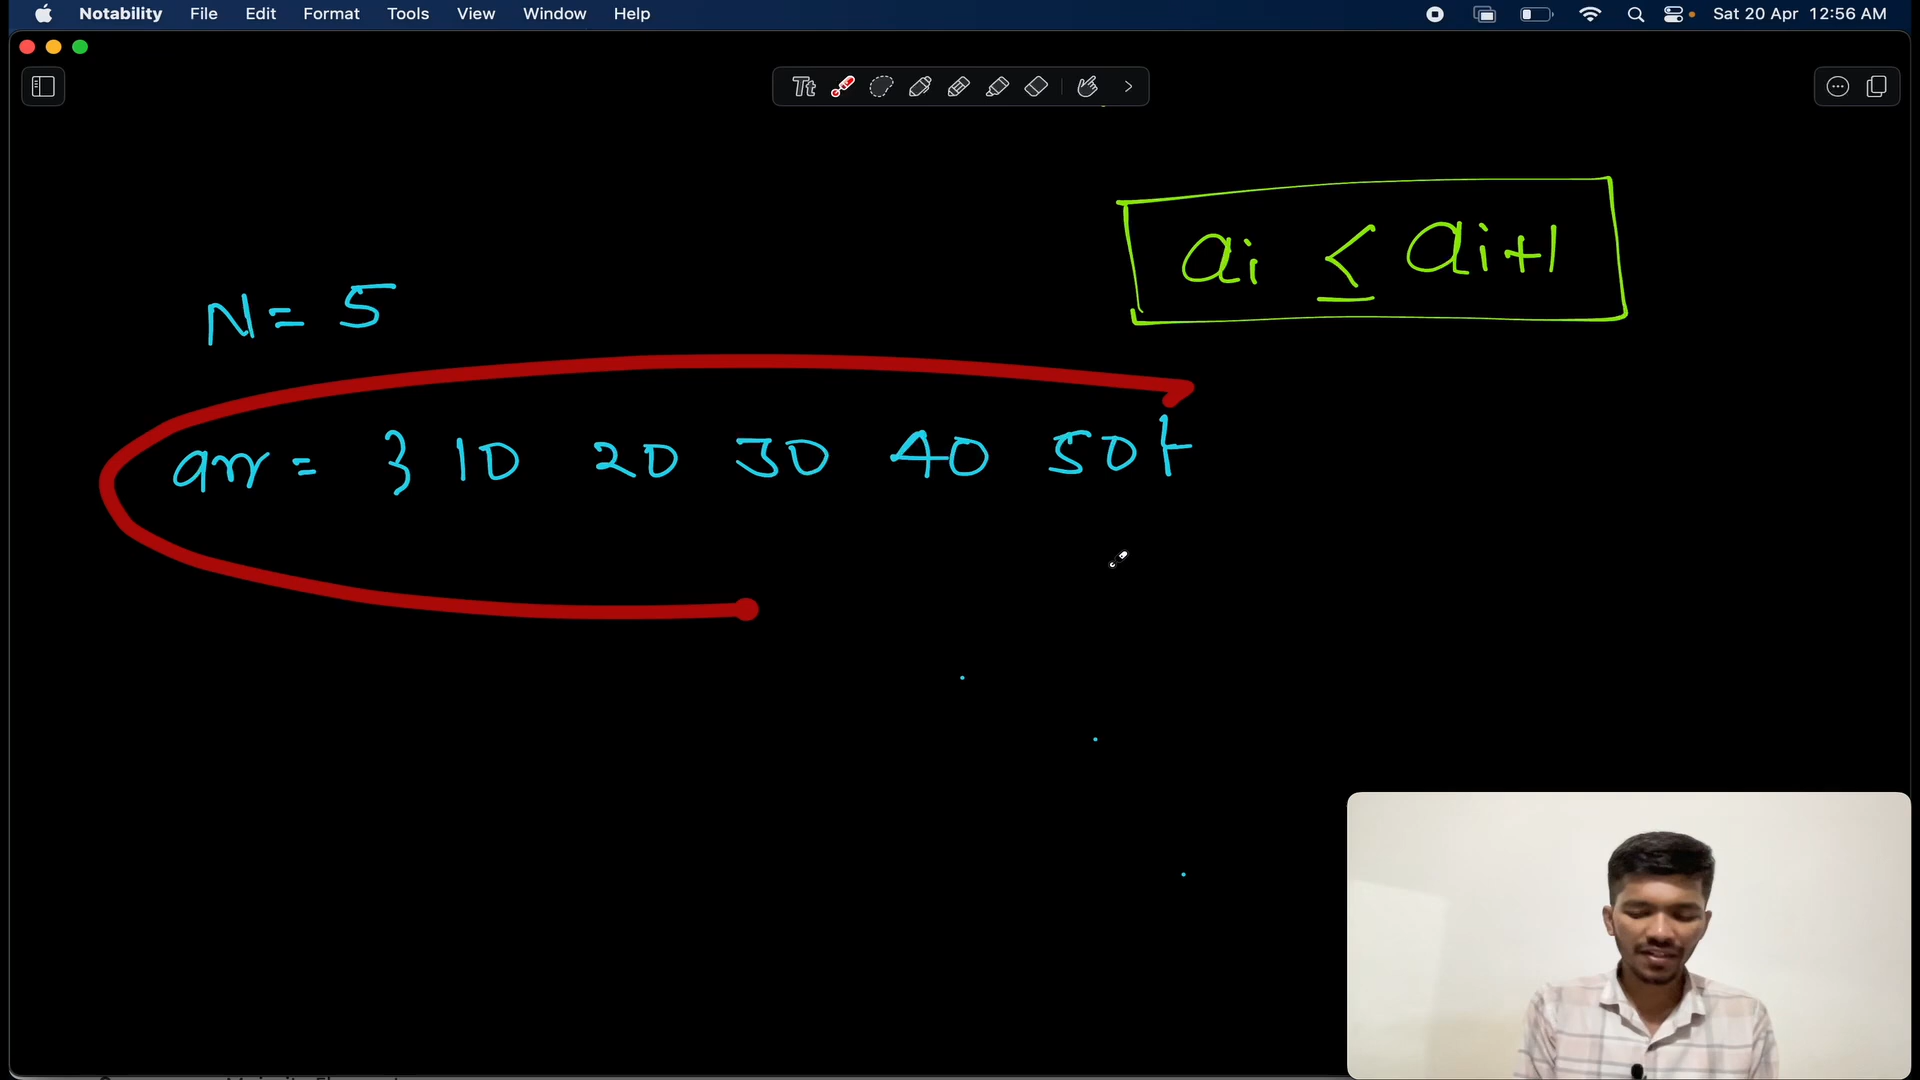 Notability File Edit Format Tools View Window Help Sat 20 Apr 12:56 AM
Tt
ai ≤ ai+1
N = 5
arr = } 10 20 30 40 50 }